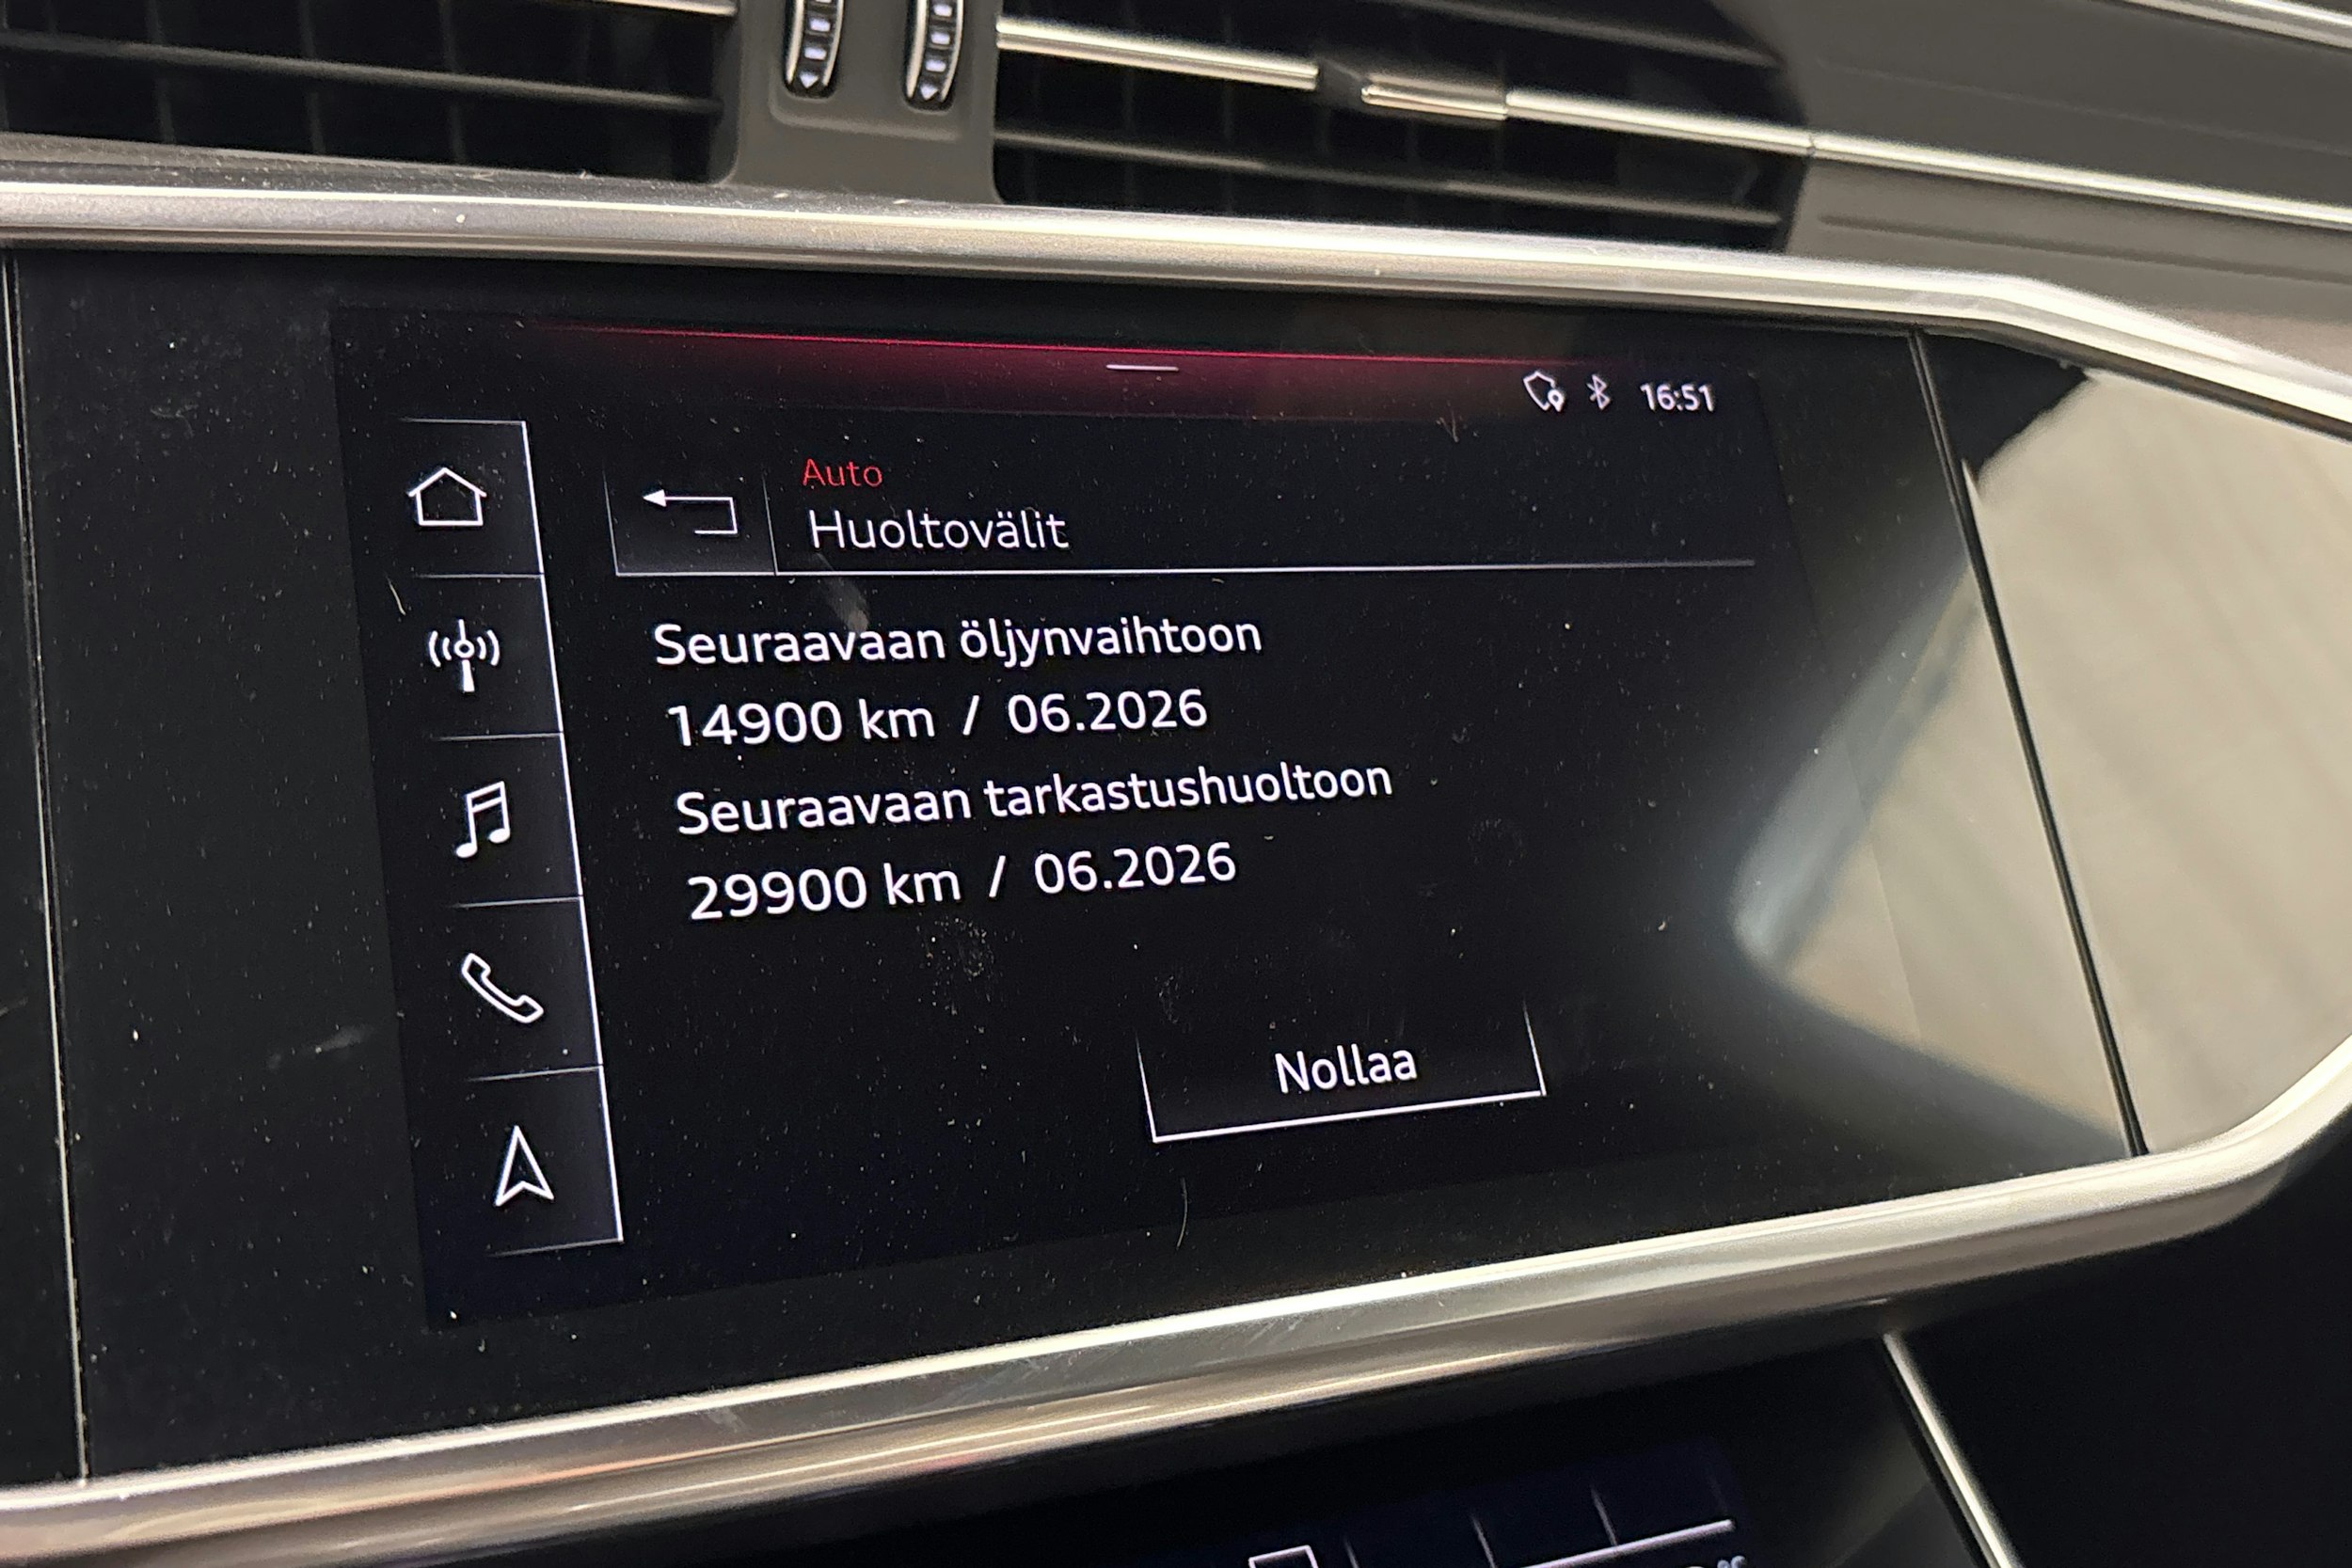 16:51
Auto
Huoltovälit
Seuraavaan öljynvaihtoon
14900 km / 06.2026
Seuraavaan tarkastushuoltoon
29900 km / 06.2026
Nollaa